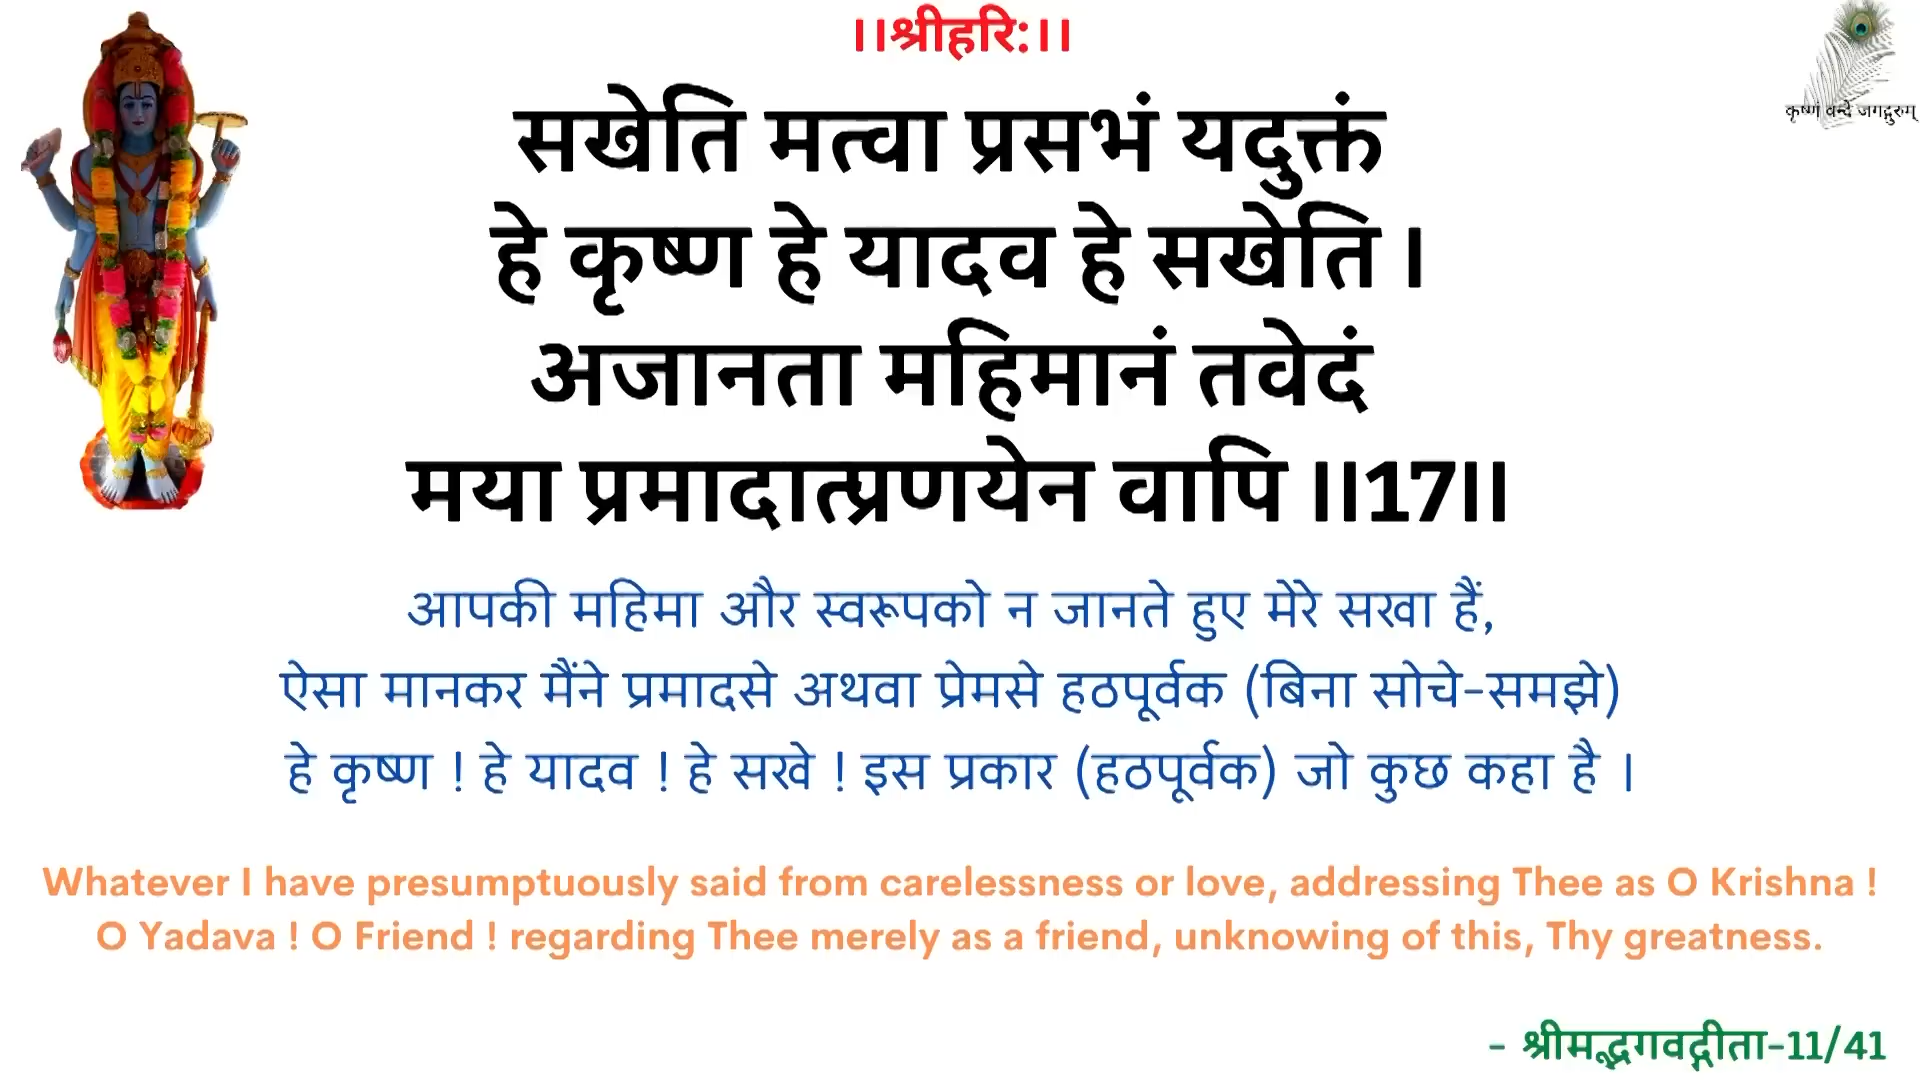 ।।श्रीहरि:।।
कृष्णं वन्दे जगद्गुरुम्
सखेति मत्वा प्रसभं यदुक्तं
हे कृष्ण हे यादव हे सखेति ।
अजानता महिमानं तवेदं
मया प्रमादात्प्रणयेन वापि ।।17।।
आपकी महिमा और स्वरूपको न जानते हुए मेरे सखा हैं,
ऐसा मानकर मैंने प्रमादसे अथवा प्रेमसे हठपूर्वक (बिना सोचे-समझे)
हे कृष्ण ! हे यादव ! हे सखे ! इस प्रकार (हठपूर्वक) जो कुछ कहा है ।
Whatever I have presumptuously said from carelessness or love, addressing Thee as O Krishna !
O Yadava ! O Friend ! regarding Thee merely as a friend, unknowing of this, Thy greatness.
- श्रीमद्भगवद्गीता-11/41